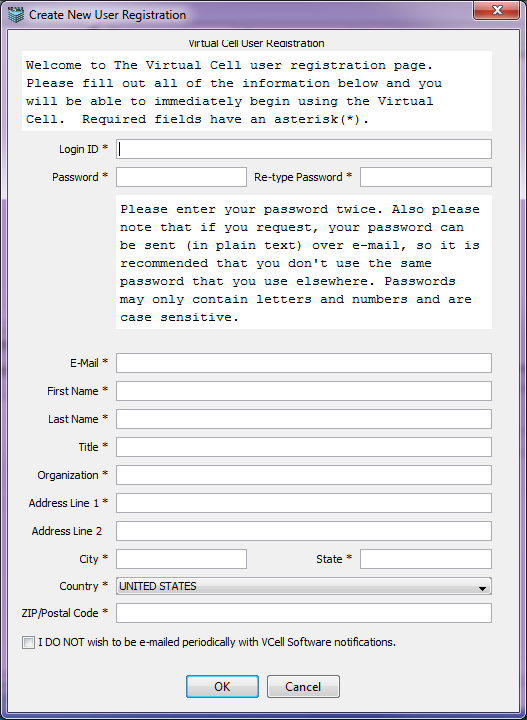 Create New User Registration
Virtual Cell User Registration
Welcome to The Virtual Cell user registration page.
Please fill out all of the information below and you
will be able to immediately begin using the Virtual
Cell.  Required fields have an asterisk(*).
Login ID *
Password * Re-type Password *
Please enter your password twice. Also please
note that if you request, your password can
be sent (in plain text) over e-mail, so it is
recommended that you don't use the same
password that you use elsewhere. Passwords
may only contain letters and numbers and are
case sensitive.
E-Mail *
First Name *
Last Name *
Title *
Organization *
Address Line 1 *
Address Line 2
City * State *
Country * UNITED STATES
ZIP/Postal Code *
I DO NOT wish to be e-mailed periodically with VCell Software notifications.
OK Cancel